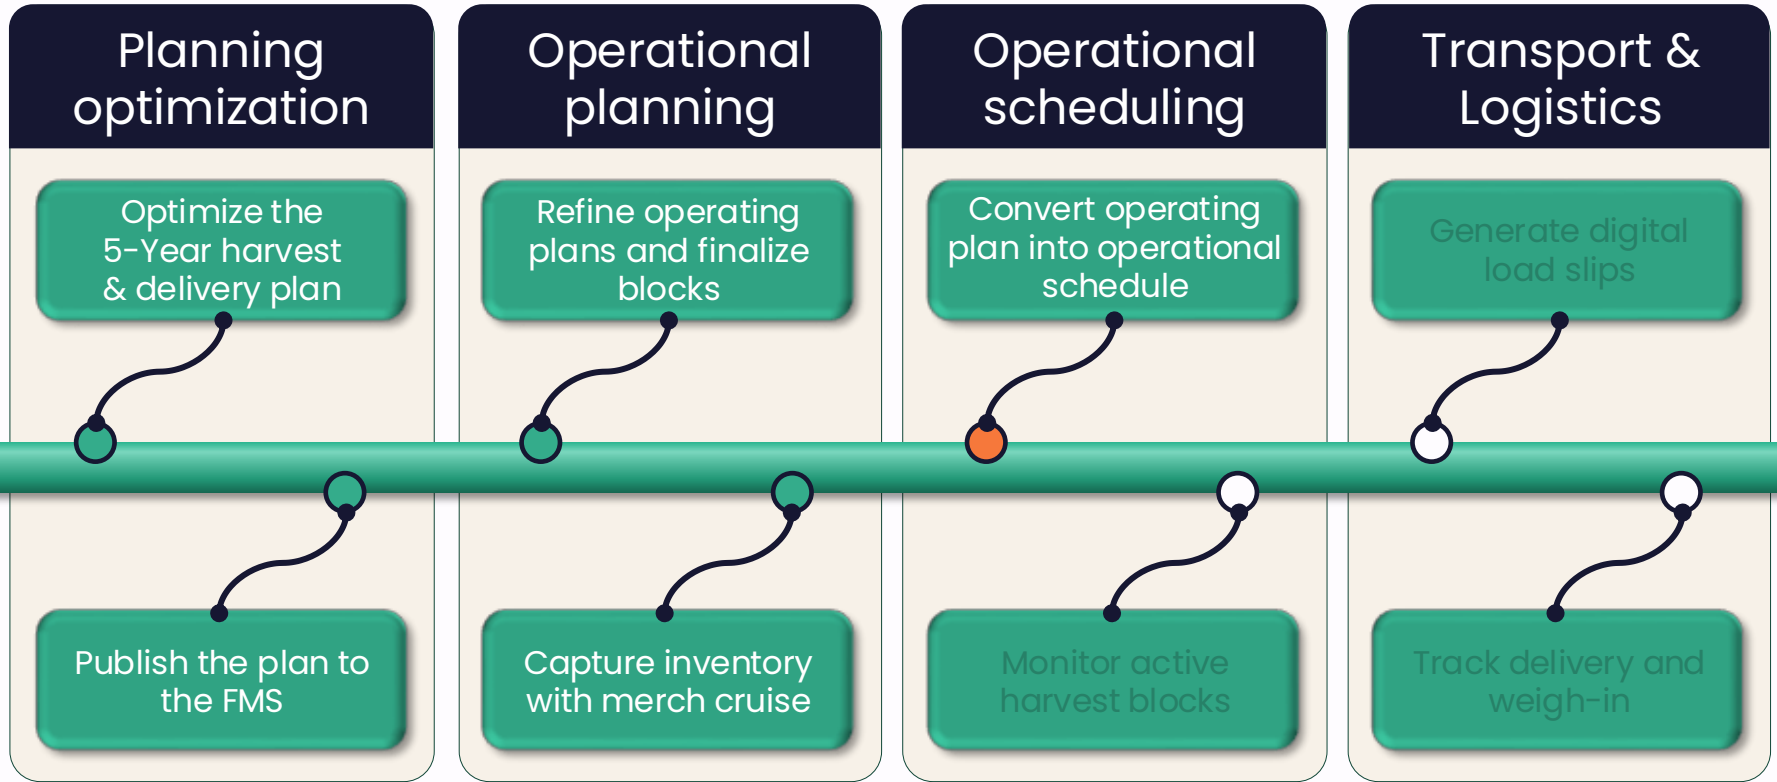 Planning
optimization
Optimize the
5-Year harvest
& delivery plan
Publish the plan to
the FMS
Operational
planning
Refine operating
plans and finalize
blocks
Capture inventory
with merch cruise
Operational
scheduling
Convert operating
plan into operational
schedule
Monitor active
harvest blocks
Transport &
Logistics
Generate digital
load slips
Track delivery and
weigh-in